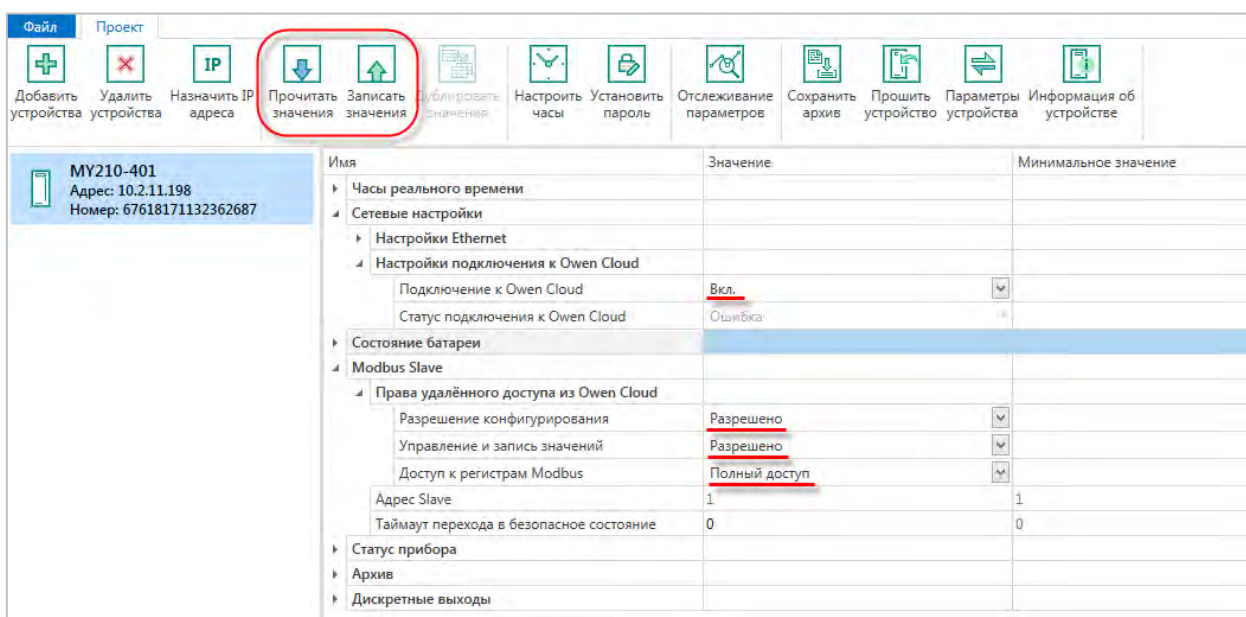 Файл Проект
IP
Добавить устройства
Удалить устройства
Назначить IP адреса
Прочитать значения
Записать значения
Дублировать значения
Настроить часы
Установить пароль
Отслеживание параметров
Сохранить архив
Прошить устройство
Параметры устройства
Информация об устройстве
МУ210-401
Адрес: 10.2.11.198
Номер: 67618171132362687
Имя Значение Минимальное значение
Часы реального времени
Сетевые настройки
Настройки Ethernet
Настройки подключения к Owen Cloud
Подключение к Owen Cloud Вкл.
Статус подключения к Owen Cloud Ошибка
Состояние батареи
Modbus Slave
Права удалённого доступа из Owen Cloud
Разрешение конфигурирования Разрешено
Управление и запись значений Разрешено
Доступ к регистрам Modbus Полный доступ
Адрес Slave 1 1
Таймаут перехода в безопасное состояние 0 0
Статус прибора
Архив
Дискретные выходы